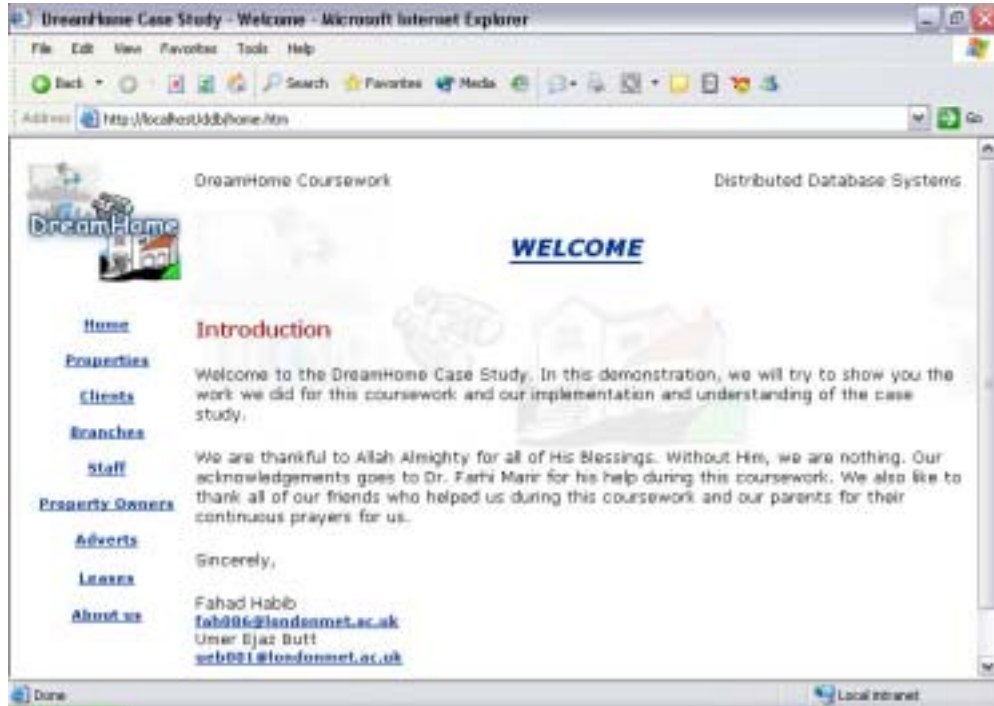 DreamHome Case Study - Welcome - Microsoft Internet Explorer
File Edit View Favorites Tools Help
Back Search Favorites Media
Address http://localhost/ddb/home.htm Go
DreamHome
DreamHome Coursework Distributed Database Systems
WELCOME
Home
Properties
Clients
Branches
Staff
Property Owners
Adverts
Leases
About us
Introduction
Welcome to the DreamHome Case Study. In this demonstration, we will try to show you the
work we did for this coursework and our implementation and understanding of the case
study.
We are thankful to Allah Almighty for all of His Blessings. Without Him, we are nothing. Our
acknowledgements goes to Dr. Farhi Marir for his help during this coursework. We also like to
thank all of our friends who helped us during this coursework and our parents for their
continuous prayers for us.
Sincerely,
Fahad Habib
fah006@londonmet.ac.uk
Umer Ejaz Butt
ueb001@londonmet.ac.uk
Done Local intranet